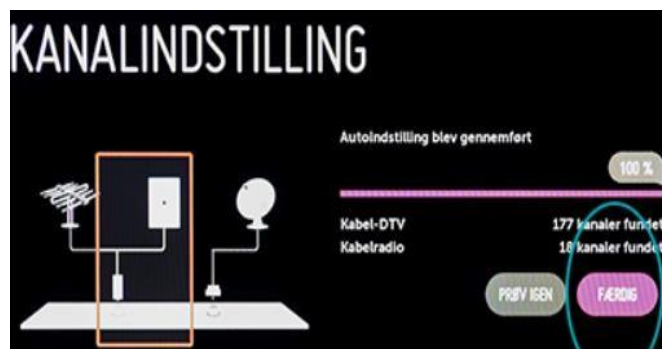 KANALINDSTILLING
Autoindstilling blev gennemført
100 %
Kabel-DTV 177 kanaler fundet
Kabelradio 18 kanaler fundet
PRØV IGEN FÆRDIG